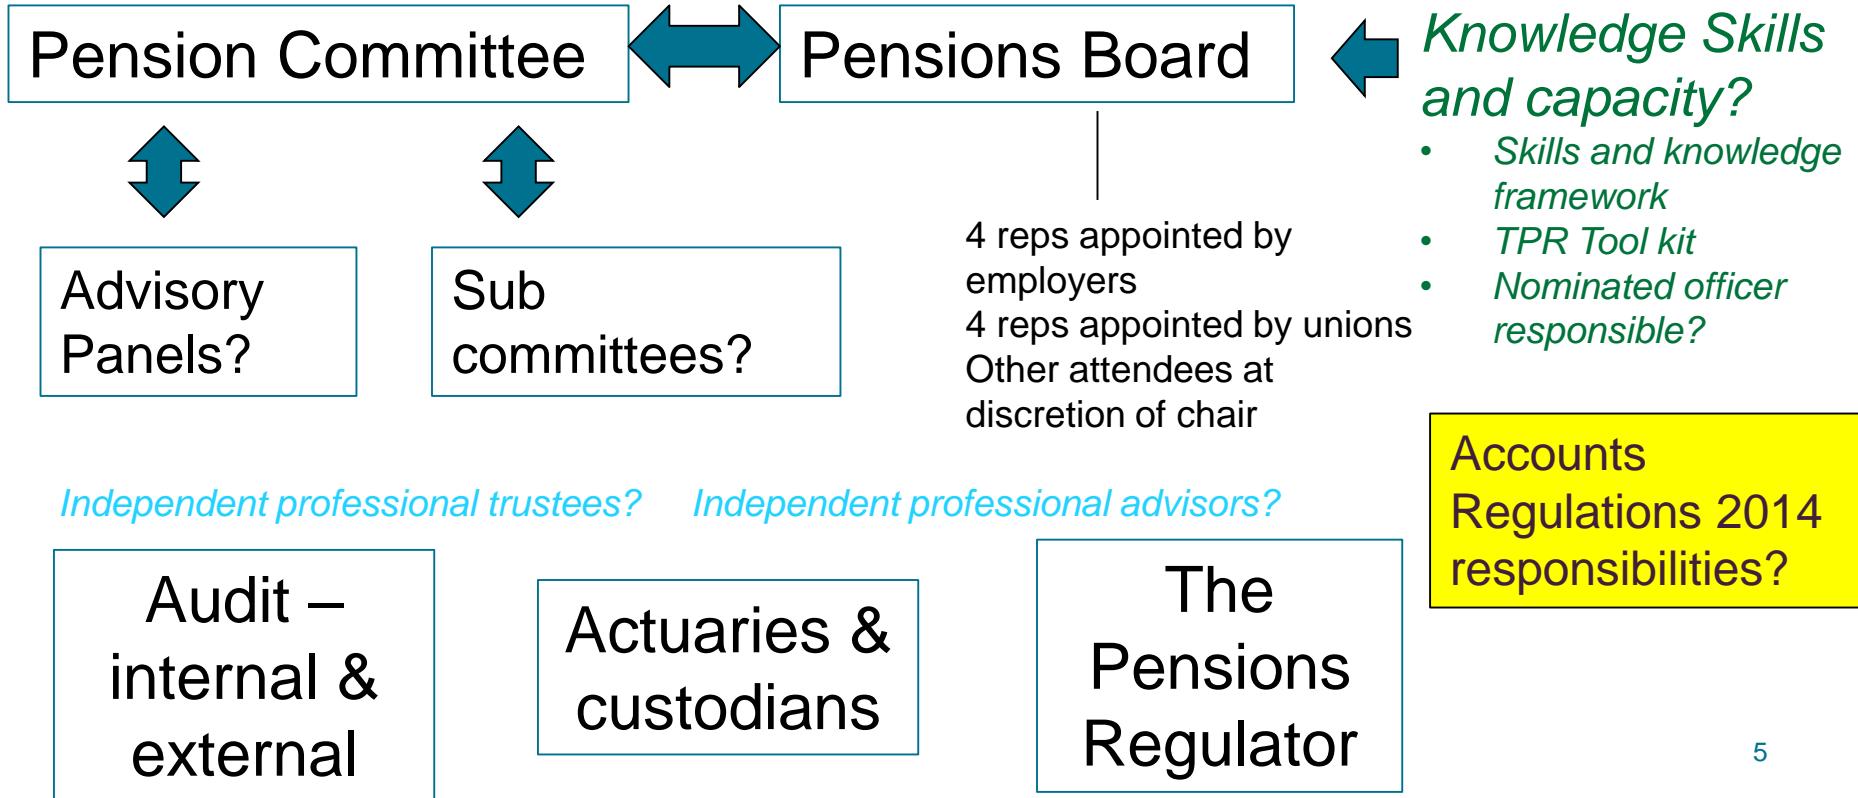 Pension Committee
Pensions Board
Knowledge Skills
and capacity?
• Skills and knowledge
framework
• TPR Tool kit
• Nominated officer
responsible?
Advisory
Panels?
Sub
committees?
4 reps appointed by
employers
4 reps appointed by unions
Other attendees at
discretion of chair
Accounts
Regulations 2014
responsibilities?
Independent professional trustees?
Independent professional advisors?
Audit –
internal &
external
Actuaries &
custodians
The
Pensions
Regulator
5